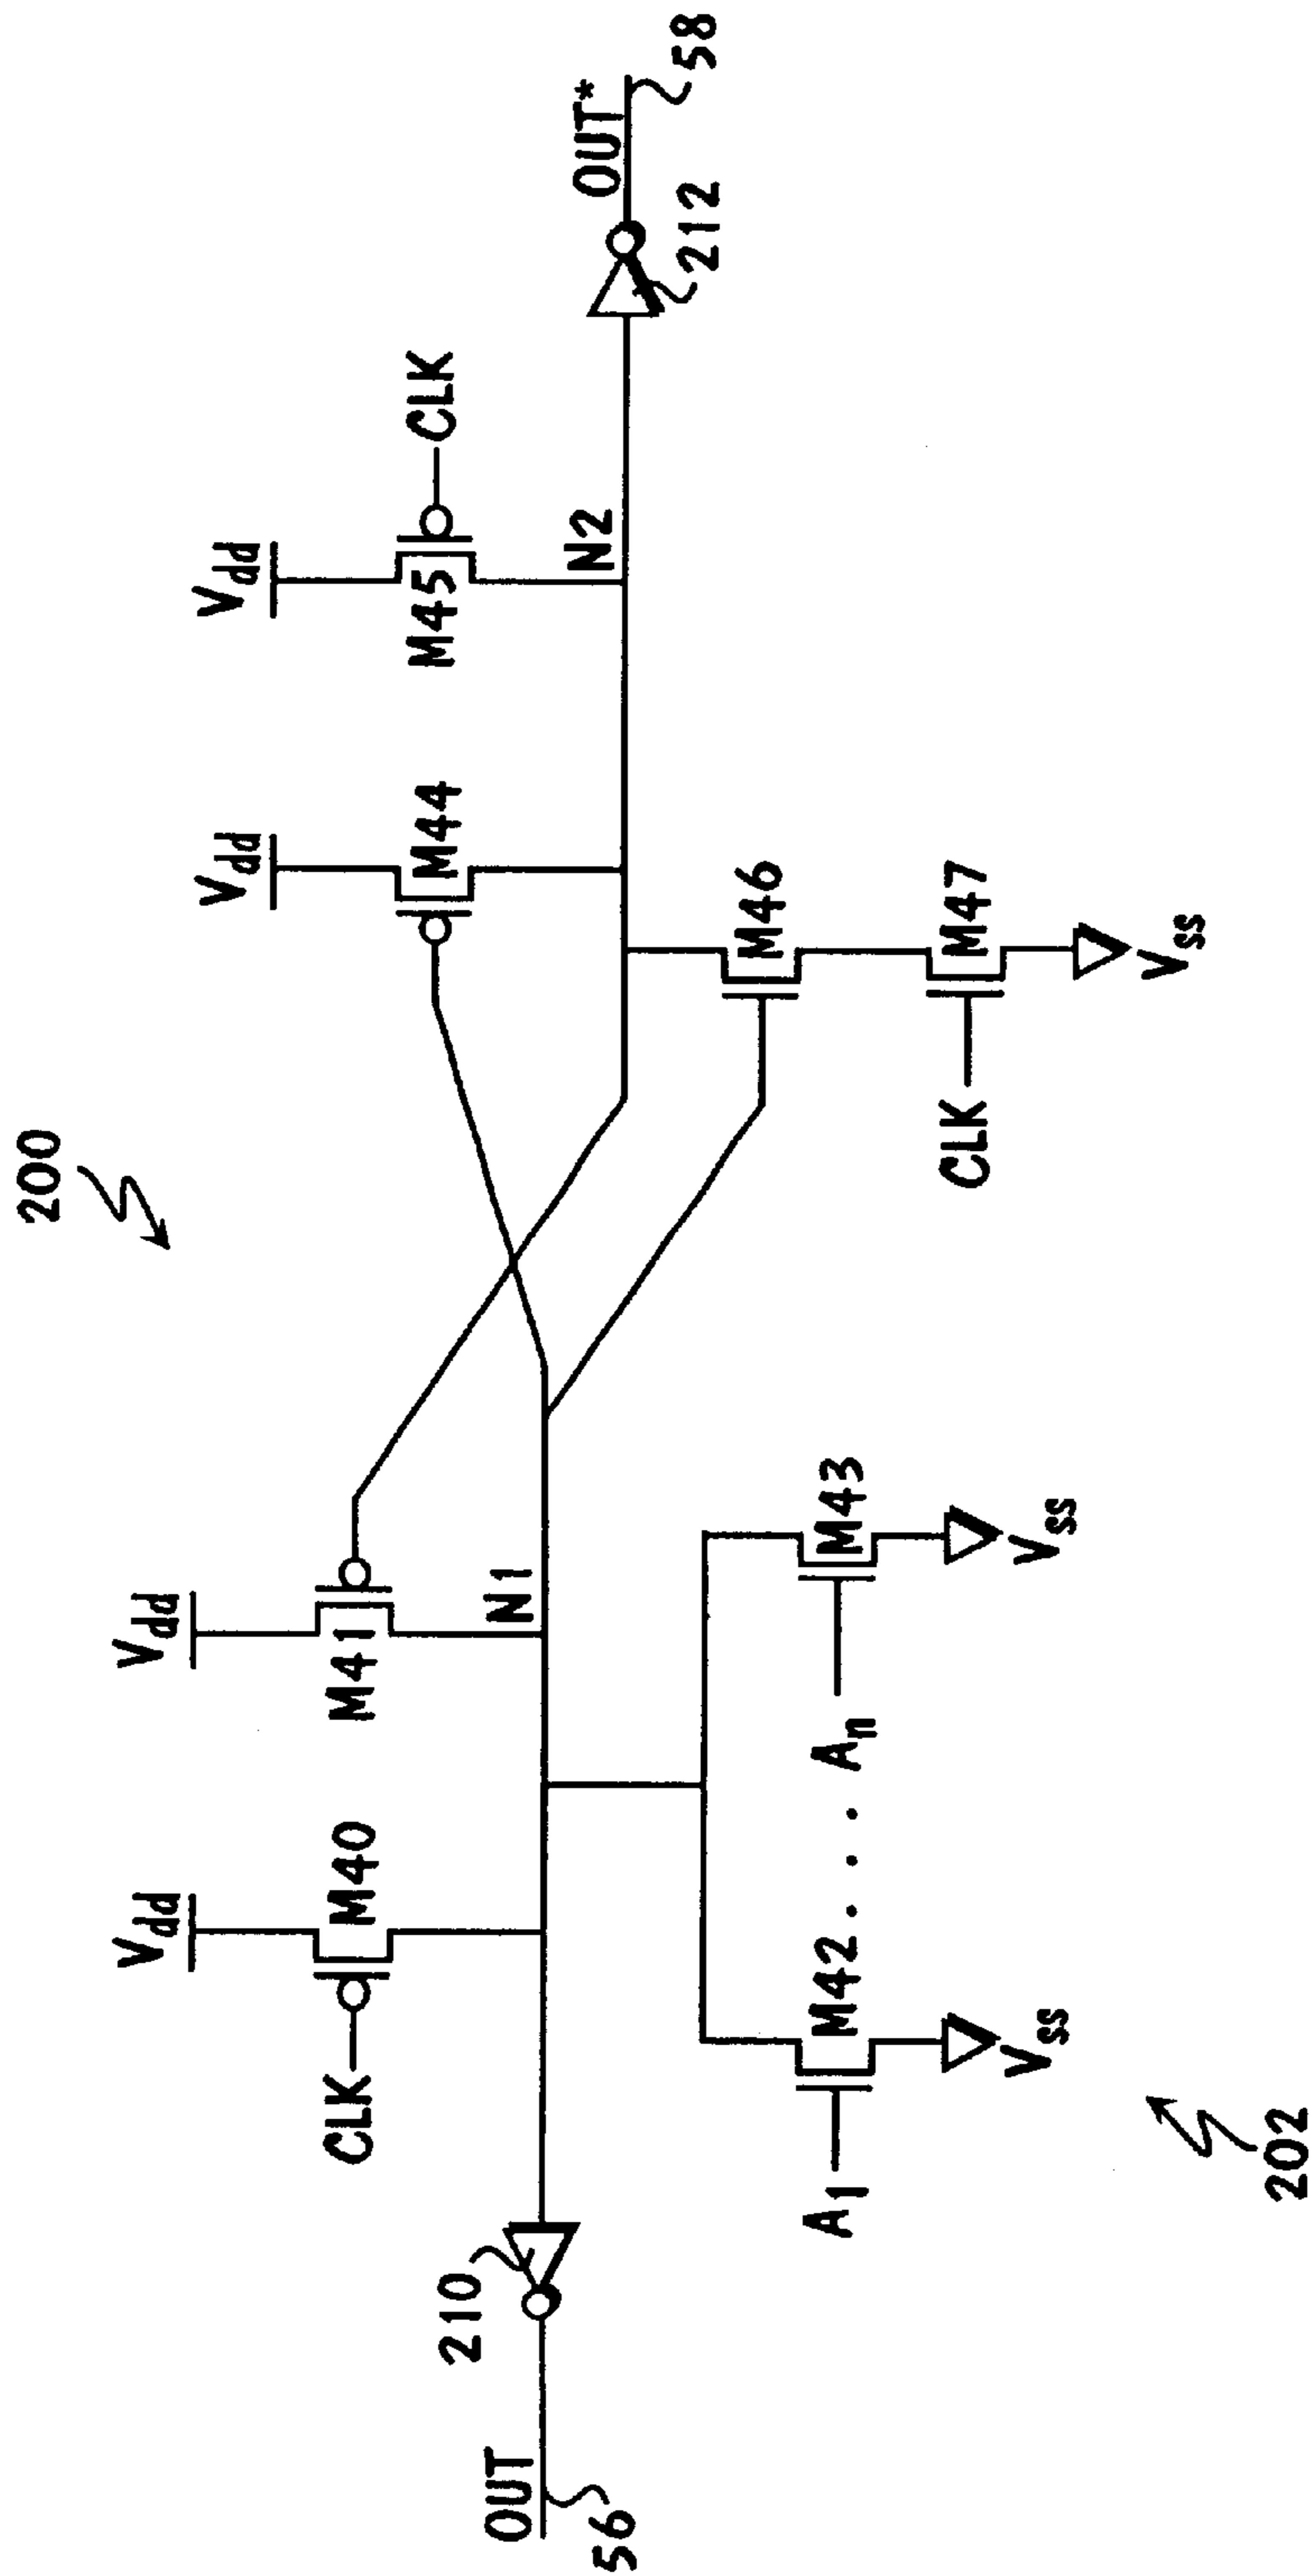 200
Vdd
Vdd
Vdd
Vdd
CLK
M40
M41
M44
M45
CLK
N1
N2
OUT
210
OUT*
56
212
58
A1
M42 . . . An
M43
M46
CLK
M47
Vss
Vss
Vss
202